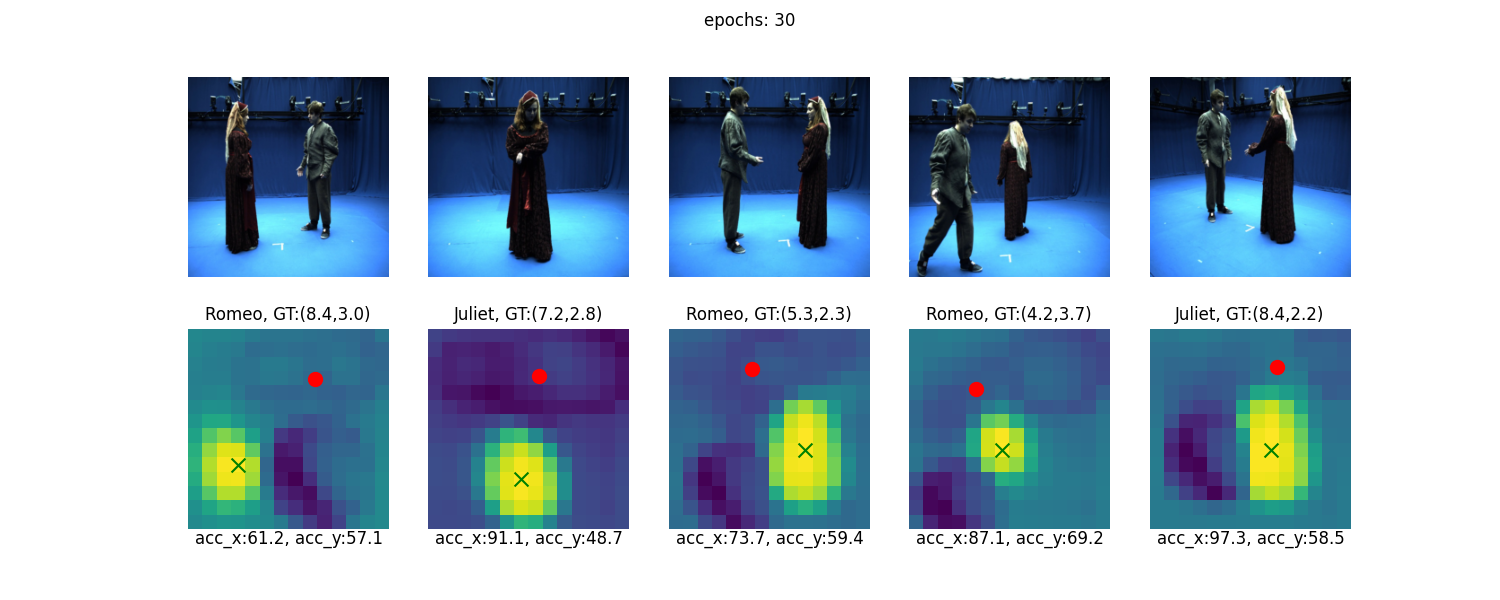 epochs: 30
Romeo, GT:(8.4,3.0)
Juliet, GT:(7.2,2.8)
Romeo, GT:(5.3,2.3)
Romeo, GT:(4.2,3.7)
Juliet, GT:(8.4,2.2)
acc_x:61.2, acc_y:57.1
acc_x:91.1, acc_y:48.7
acc_x:73.7, acc_y:59.4
acc_x:87.1, acc_y:69.2
acc_x:97.3, acc_y:58.5